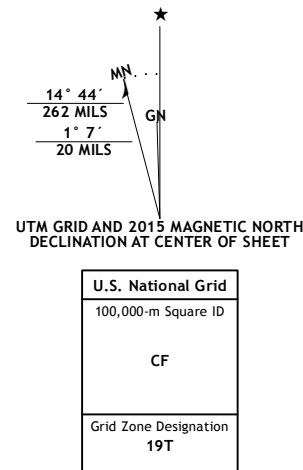 ★
MN
14° 44´
262 MILS
GN
1° 7´
20 MILS
UTM GRID AND 2015 MAGNETIC NORTH
DECLINATION AT CENTER OF SHEET
U.S. National Grid
100,000-m Square ID
CF
Grid Zone Designation
19T